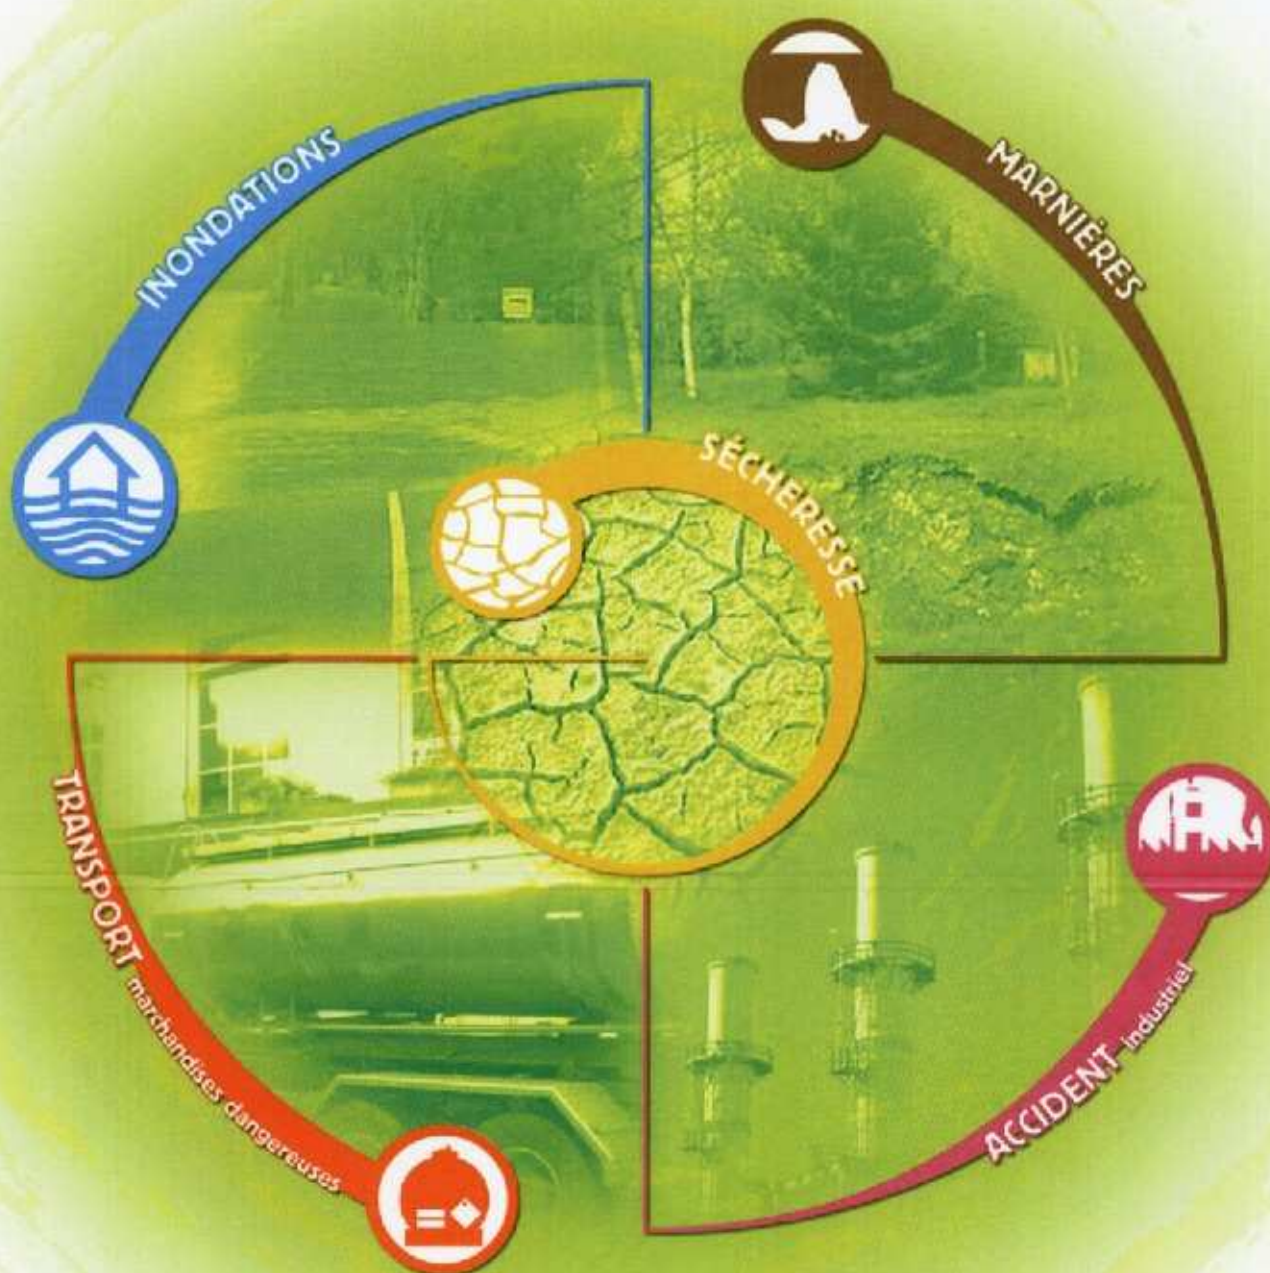 INONDATIONS
MARNIÈRES
SÉCHERESSE
TRANSPORT marchandises dangereuses
ACCIDENT industriel